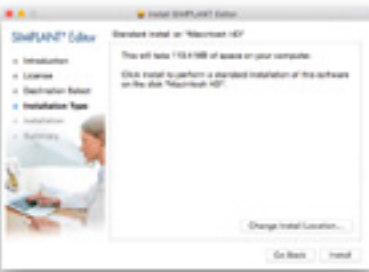 Install SIMPLANT Editor
SIMPLANT® Editor
Standard Install on "Macintosh HD"
Introduction
License
Destination Select
Installation Type
Installation
Summary
This will take
MB of space on your computer.
Click Install to perform a standard installation of this software
on the disk "Macintosh HD".
Change Install Location...
Go Back
Install